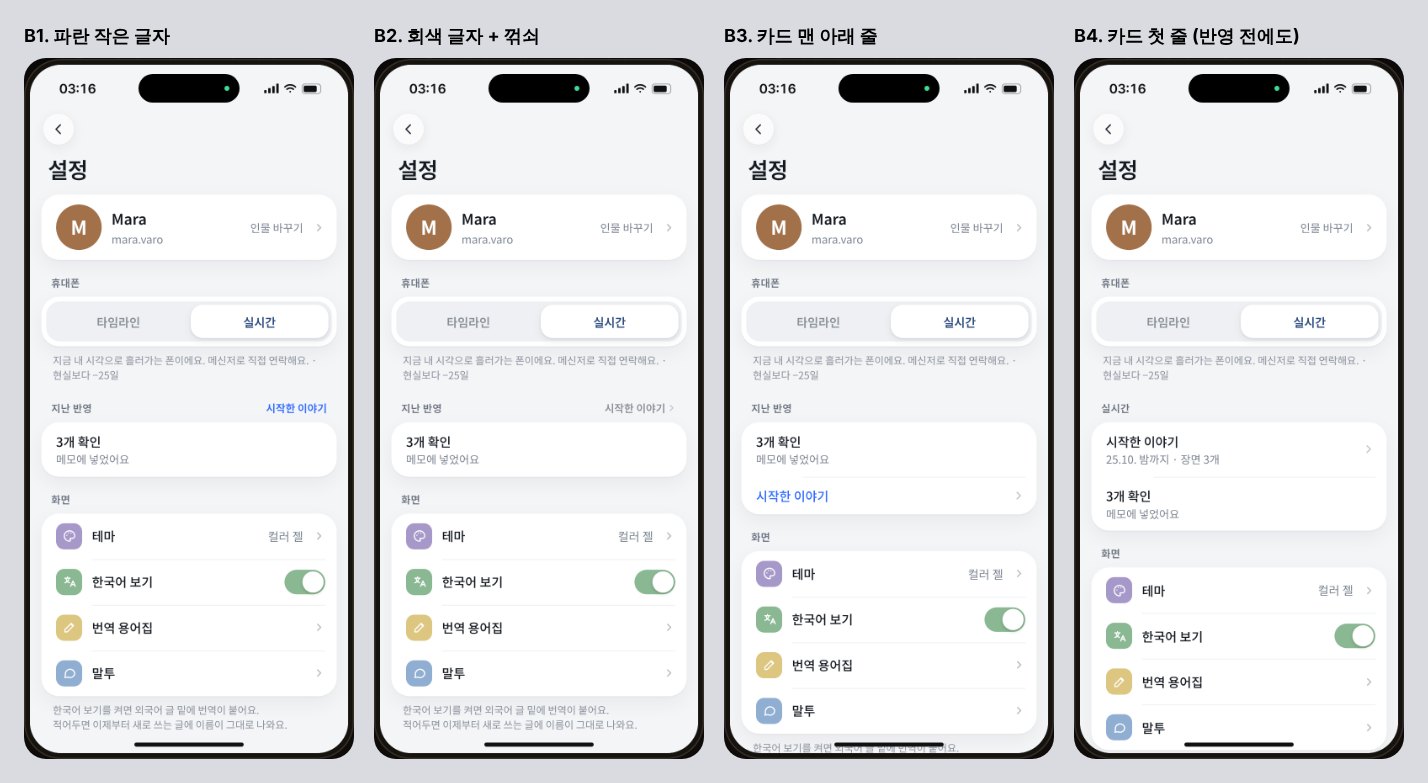 B1. 파란 작은 글자
03:16
설정
M
Mara
mara.varo
인물 바꾸기
휴대폰
타임라인
실시간
지금 내 시각으로 흘러가는 폰이에요. 메신저로 직접 연락해요. ·
현실보다 −25일
지난 반영
시작한 이야기
3개 확인
메모에 넣었어요
화면
테마
컬러 젤
한국어 보기
번역 용어집
말투
한국어 보기를 켜면 외국어 글 밑에 번역이 붙어요.
적어두면 이제부터 새로 쓰는 글에 이름이 그대로 나와요.
B2. 회색 글자 + 꺾쇠
03:16
설정
M
Mara
mara.varo
인물 바꾸기
휴대폰
타임라인
실시간
지금 내 시각으로 흘러가는 폰이에요. 메신저로 직접 연락해요. ·
현실보다 −25일
지난 반영
시작한 이야기
3개 확인
메모에 넣었어요
화면
테마
컬러 젤
한국어 보기
번역 용어집
말투
한국어 보기를 켜면 외국어 글 밑에 번역이 붙어요.
적어두면 이제부터 새로 쓰는 글에 이름이 그대로 나와요.
B3. 카드 맨 아래 줄
03:16
설정
M
Mara
mara.varo
인물 바꾸기
휴대폰
타임라인
실시간
지금 내 시각으로 흘러가는 폰이에요. 메신저로 직접 연락해요. ·
현실보다 −25일
지난 반영
3개 확인
메모에 넣었어요
시작한 이야기
화면
테마
컬러 젤
한국어 보기
번역 용어집
말투
한국어 보기를 켜면 외국어 글 밑에 번역이 붙어요.
B4. 카드 첫 줄 (반영 전에도)
03:16
설정
M
Mara
mara.varo
인물 바꾸기
휴대폰
타임라인
실시간
지금 내 시각으로 흘러가는 폰이에요. 메신저로 직접 연락해요. ·
현실보다 −25일
실시간
시작한 이야기
25.10. 밤까지 · 장면 3개
3개 확인
메모에 넣었어요
화면
테마
컬러 젤
한국어 보기
번역 용어집
말투